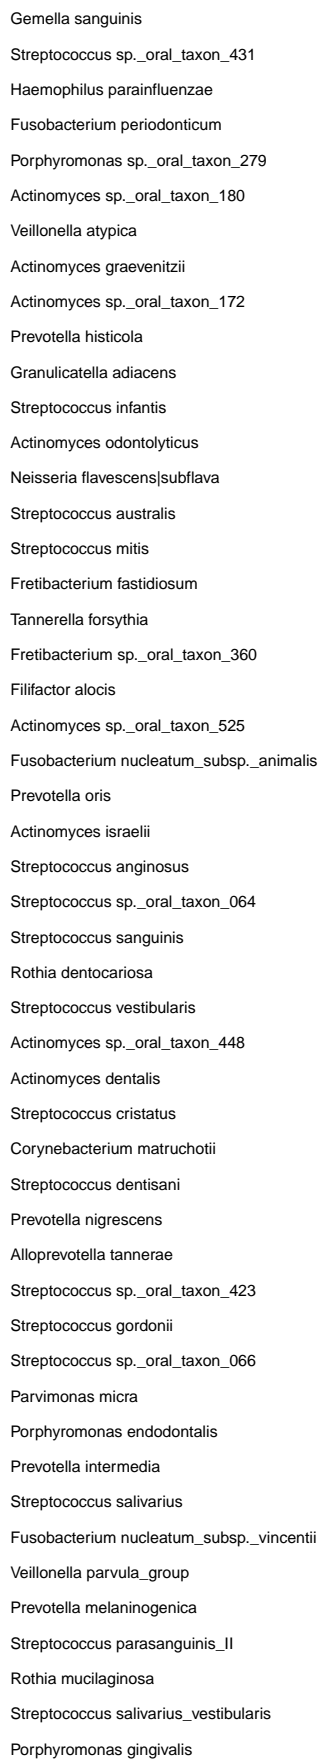 Gemella sanguinis
Streptococcus sp._oral_taxon_431
Haemophilus parainfluenzae
Fusobacterium periodonticum
Porphyromonas sp._oral_taxon_279
Actinomyces sp._oral_taxon_180
Veillonella atypica
Actinomyces graevenitzii
Actinomyces sp._oral_taxon_172
Prevotella histicola
Granulicatella adiacens
Streptococcus infantis
Actinomyces odontolyticus
Neisseria flavescens|subflava
Streptococcus australis
Streptococcus mitis
Fretibacterium fastidiosum
Tannerella forsythia
Fretibacterium sp._oral_taxon_360
Filifactor alocis
Actinomyces sp._oral_taxon_525
Fusobacterium nucleatum_subsp._animalis
Prevotella oris
Actinomyces israelii
Streptococcus anginosus
Streptococcus sp._oral_taxon_064
Streptococcus sanguinis
Rothia dentocariosa
Streptococcus vestibularis
Actinomyces sp._oral_taxon_448
Actinomyces dentalis
Streptococcus cristatus
Corynebacterium matruchotii
Streptococcus dentisani
Prevotella nigrescens
Alloprevotella tannerae
Streptococcus sp._oral_taxon_423
Streptococcus gordonii
Streptococcus sp._oral_taxon_066
Parvimonas micra
Porphyromonas endodontalis
Prevotella intermedia
Streptococcus salivarius
Fusobacterium nucleatum_subsp._vincentii
Veillonella parvula_group
Prevotella melaninogenica
Streptococcus parasanguinis_II
Rothia mucilaginosa
Streptococcus salivarius_vestibularis
Porphyromonas gingivalis